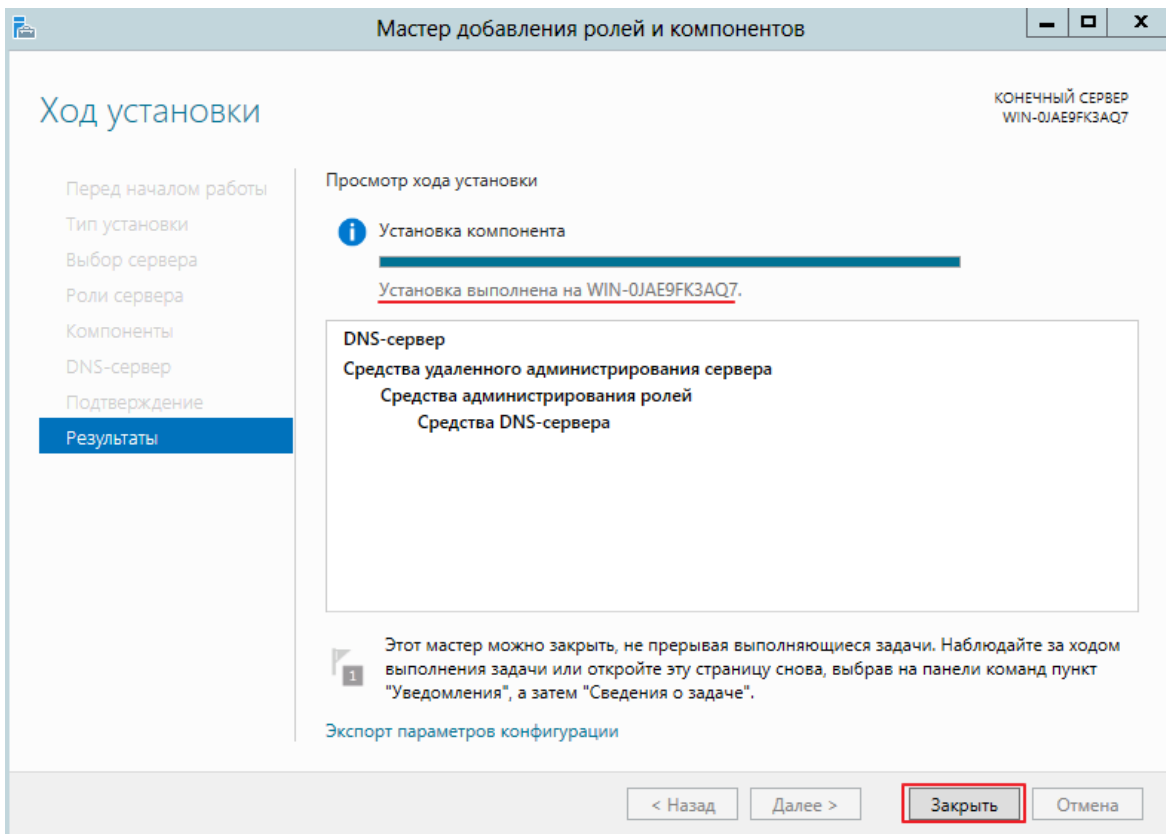 Мастер добавления ролей и компонентов
Ход установки
КОНЕЧНЫЙ СЕРВЕР
WIN-0JAE9FK3AQ7
Перед началом работы
Тип установки
Выбор сервера
Роли сервера
Компоненты
DNS-сервер
Подтверждение
Результаты
Просмотр хода установки
Установка компонента
Установка выполнена на WIN-0JAE9FK3AQ7.
DNS-сервер
Средства удаленного администрирования сервера
Средства администрирования ролей
Средства DNS-сервера
1
Этот мастер можно закрыть, не прерывая выполняющиеся задачи. Наблюдайте за ходом
выполнения задачи или откройте эту страницу снова, выбрав на панели команд пункт
"Уведомления", а затем "Сведения о задаче".
Экспорт параметров конфигурации
< Назад
Далее >
Закрыть
Отмена